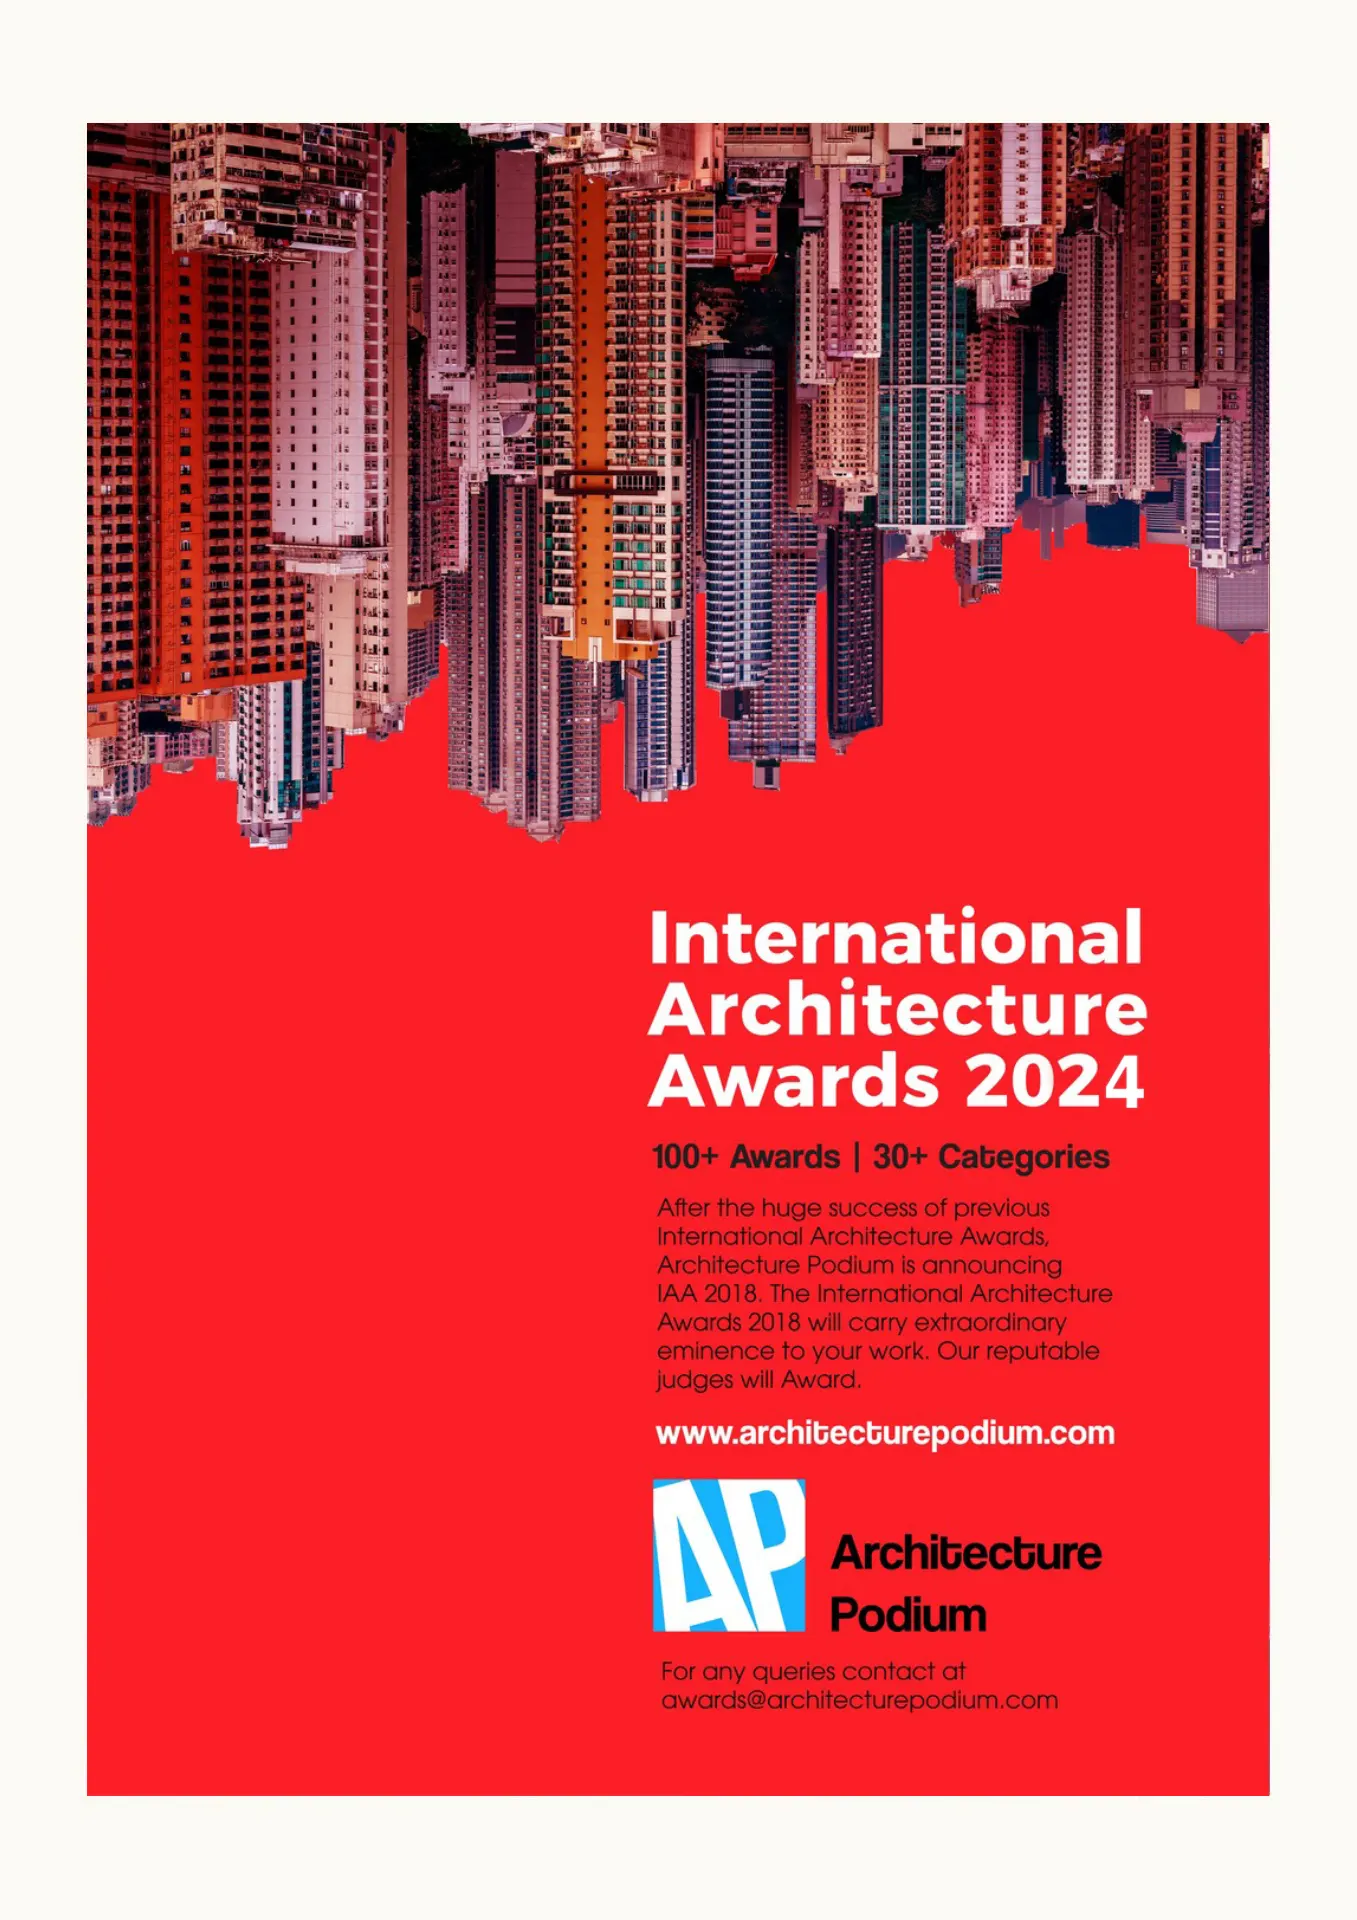 International
Architecture
Awards 2024
100+ Awards | 30+ Categories
After the huge success of previous
International Architecture Awards,
Architecture Podium is announcing
IAA 2018. The International Architecture
Awards 2018 will carry extraordinary
eminence to your work. Our reputable
judges will Award.
www.architecturepodium.com
AP
Architecture
Podium
For any queries contact at
awards@architecturepodium.com